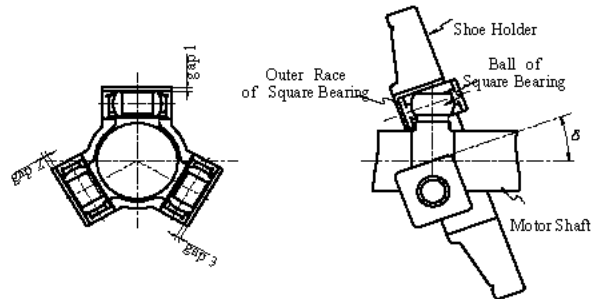 gap 1
gap 2
gap 3
Shoe Holder
Outer Race
of Square Bearing
Ball of
Square Bearing
δ
Motor Shaft